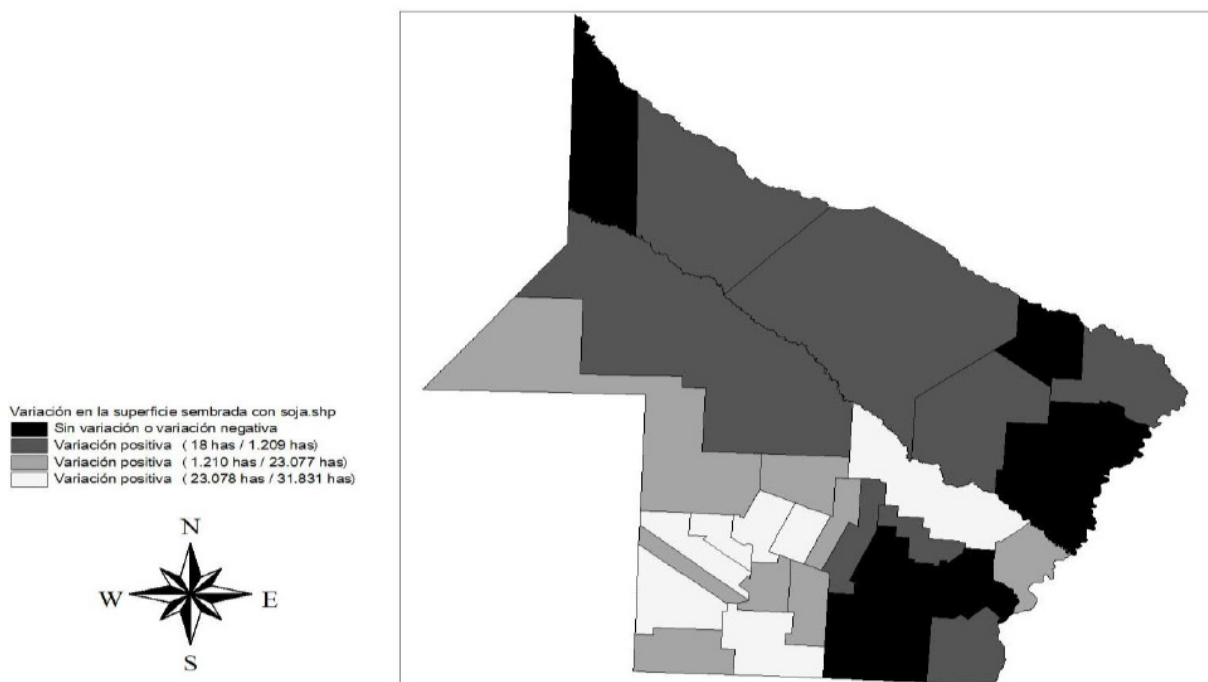 Variación en la superficie sembrada con soja.shp
Sin variación o variación negativa
Variación positiva ( 18 has / 1.209 has)
Variación positiva ( 1.210 has / 23.077 has)
Variación positiva ( 23.078 has / 31.831 has)
N
W E
S